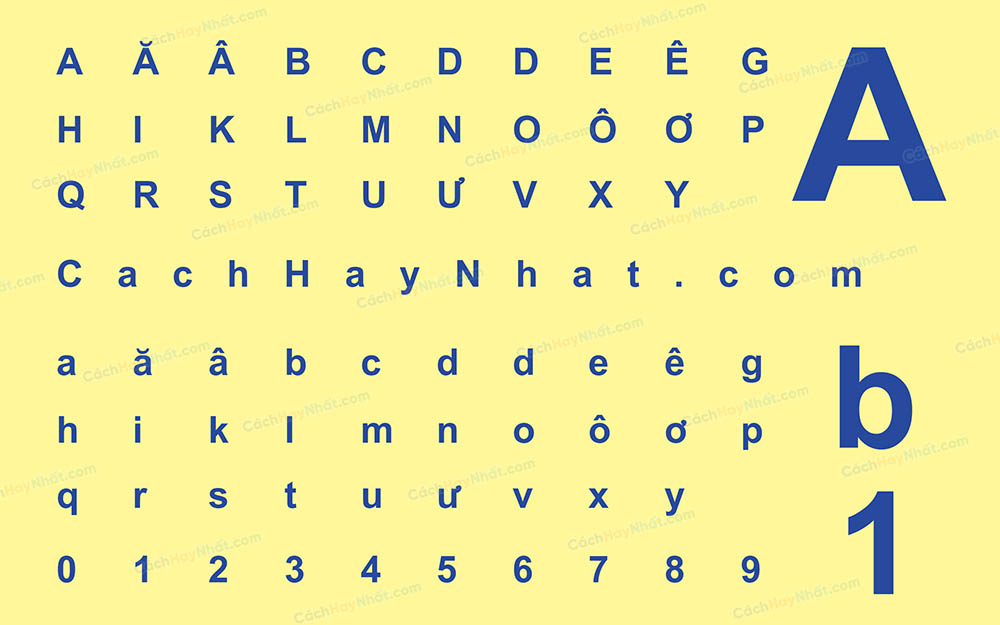 A Ă Â B C D D E Ê G
H I K L M N O Ô Ơ P
Q R S T U Ư V X Y
A
C a c h H a y N h a t . c o m
a ă â b c d d e ê g
h i k l m n o ô ơ p
q r s t u ư v x y
0 1 2 3 4 5 6 7 8 9
b
1
CáchHayNhất.com